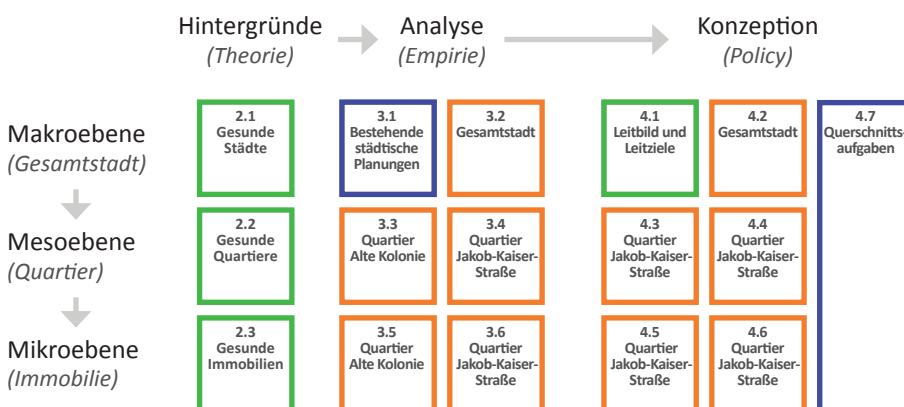 Hintergründe
(Theorie)
Analyse
(Empirie)
Konzeption
(Policy)
Makroebene
(Gesamtstadt)
2.1
Gesunde
Städte
3.1
Bestehende
städtische
Planungen
3.2
Gesamtstadt
4.1
Leitbild und
Leitziele
4.2
Gesamtstadt
4.7
Querschnitts-
aufgaben
Mesoebene
(Quartier)
2.2
Gesunde
Quartiere
3.3
Quartier
Alte Kolonie
3.4
Quartier
Jakob-Kaiser-
Straße
4.3
Quartier
Jakob-Kaiser-
Straße
4.4
Quartier
Jakob-Kaiser-
Straße
Mikroebene
(Immobilie)
2.3
Gesunde
Immobilien
3.5
Quartier
Alte Kolonie
3.6
Quartier
Jakob-Kaiser-
Straße
4.5
Quartier
Jakob-Kaiser-
Straße
4.6
Quartier
Jakob-Kaiser-
Straße